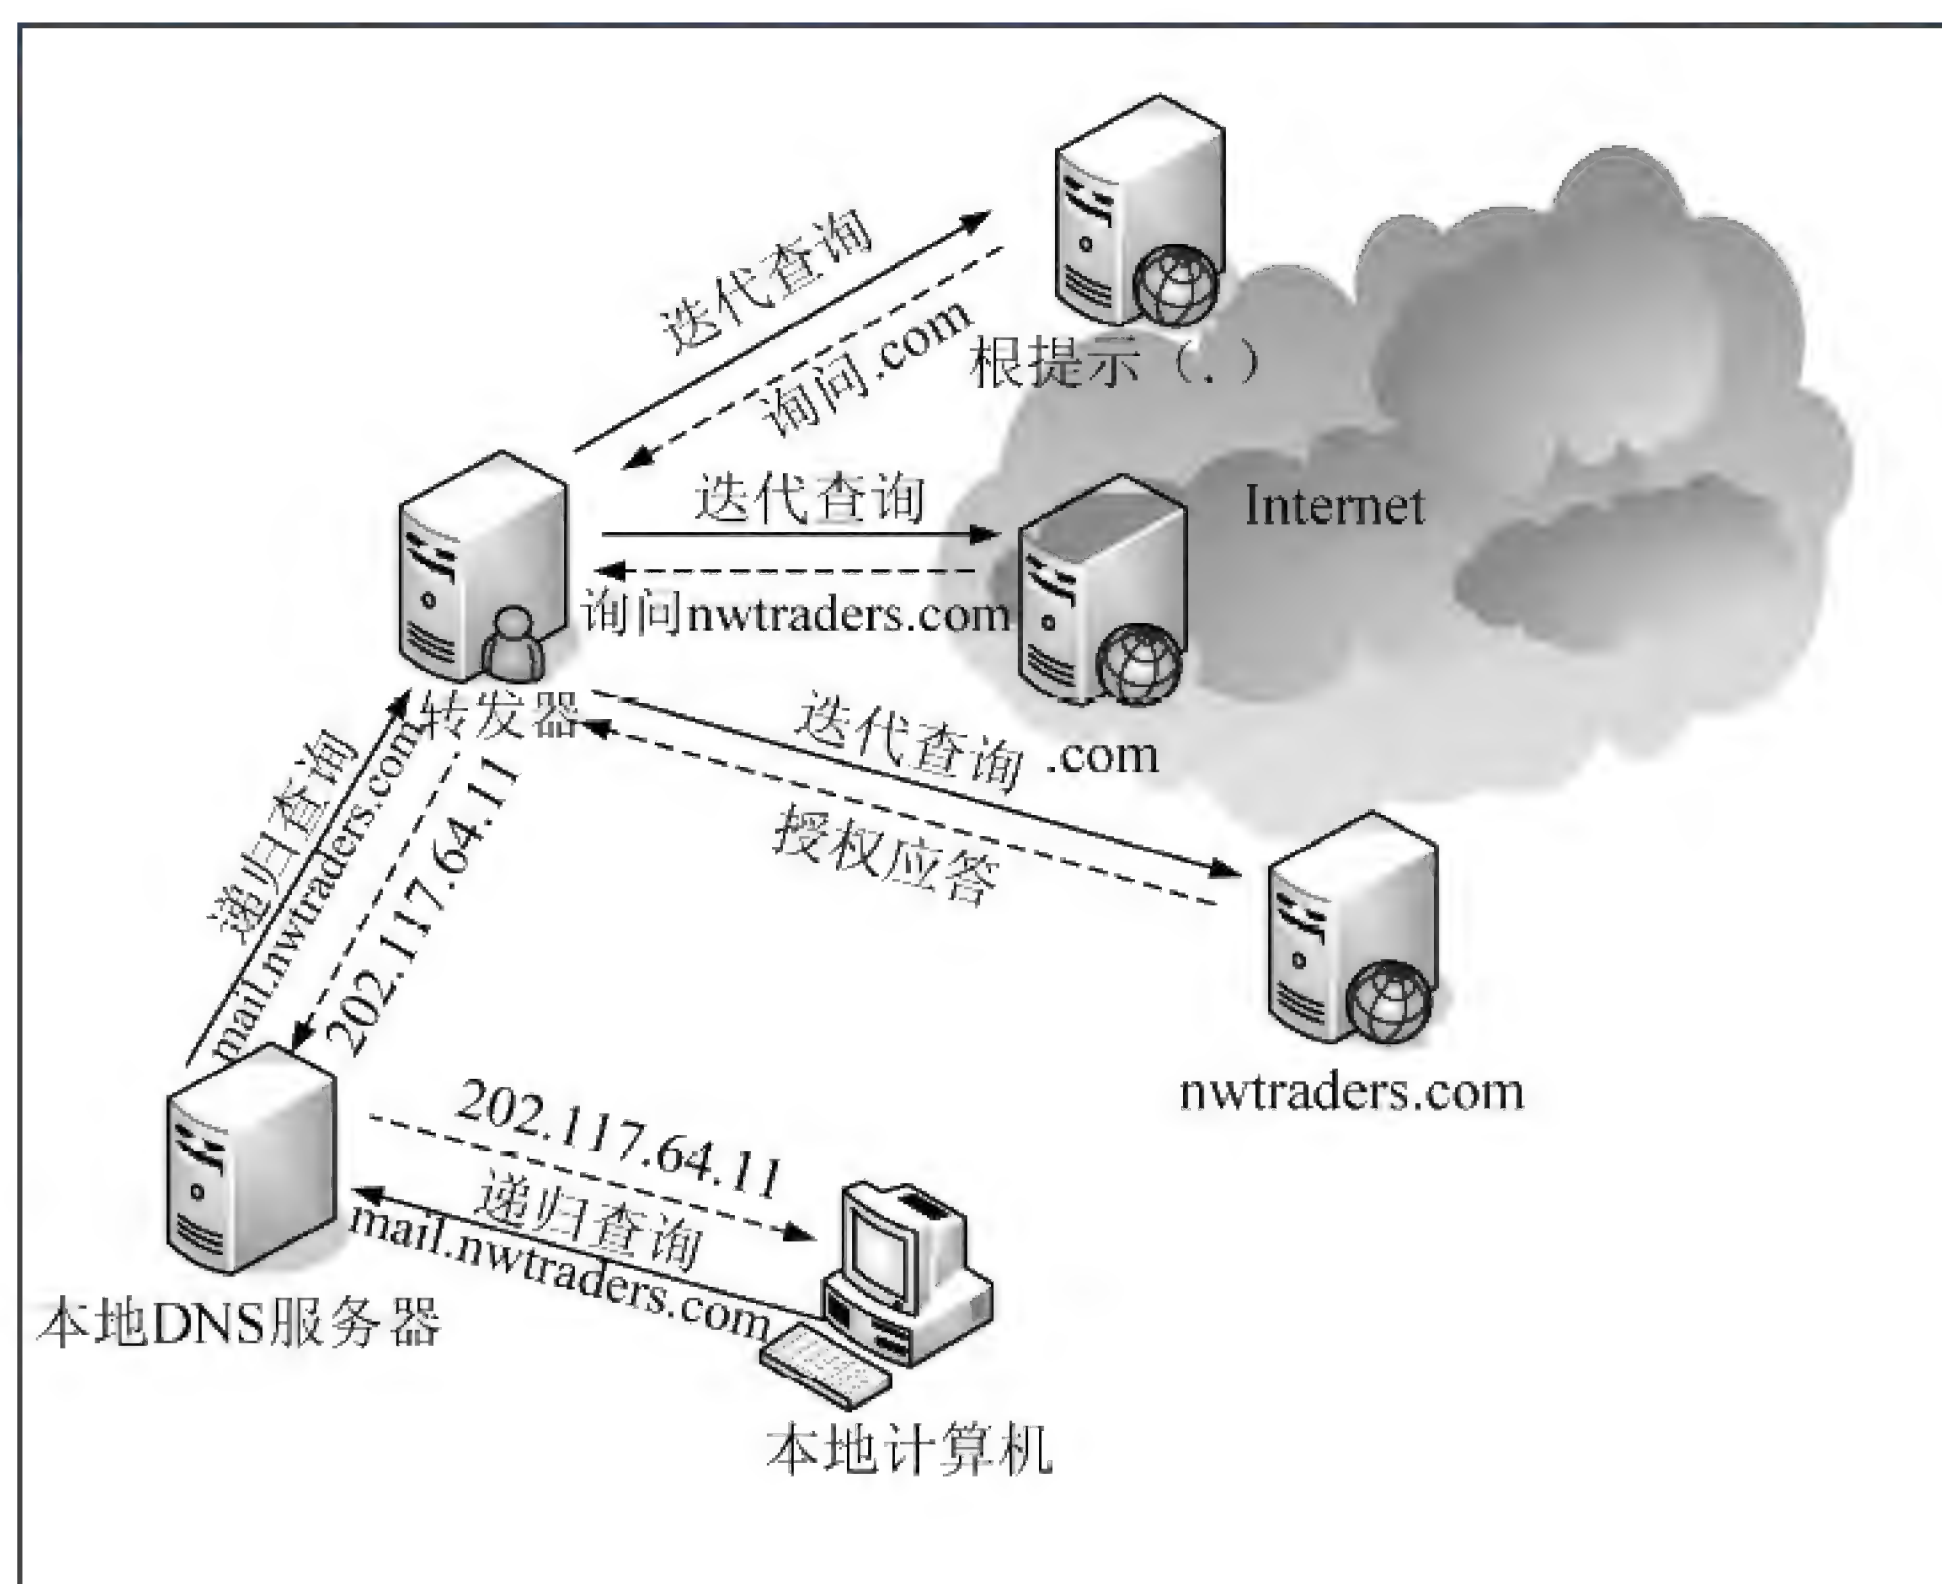 迭代查询
询问.com
根提示（.）
迭代查询
Internet
询问nwtraders.com
转发器
迭代查询
.com
授权应答
递归查询
mail.nwtraders.com
202.117.64.11
nwtraders.com
202.117.64.11
递归查询
mail.nwtraders.com
本地DNS服务器
本地计算机